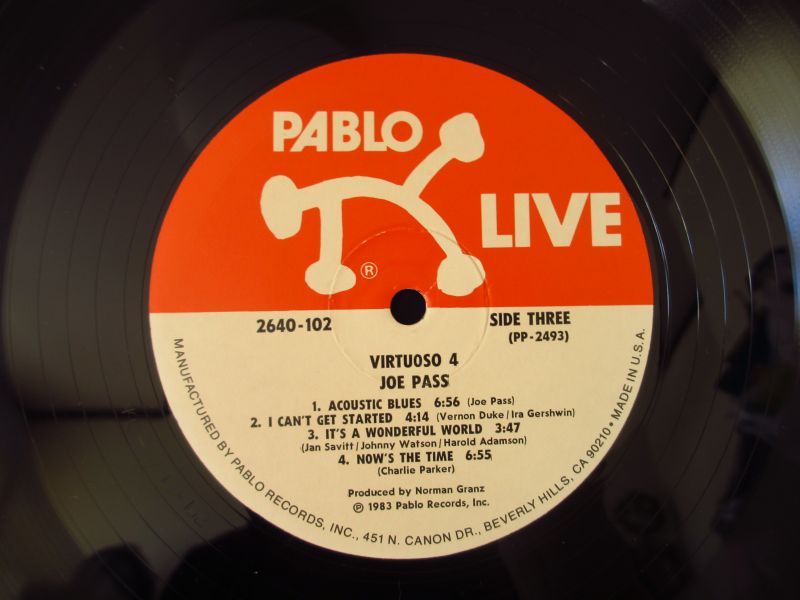 PABLO
LIVE
®
2640-102
SIDE THREE
(PP-2493)
VIRTUOSO 4
JOE PASS
1. ACOUSTIC BLUES 6:56 (Joe Pass)
2. I CAN'T GET STARTED 4:14 (Vernon Duke/Ira Gershwin)
3. IT'S A WONDERFUL WORLD 3:47
(Jan Savitt/Johnny Watson/Harold Adamson)
4. NOW'S THE TIME 6:55
(Charlie Parker)
Produced by Norman Granz
℗ 1983 Pablo Records, Inc.
MANUFACTURED BY PABLO RECORDS, INC., 451 N. CANON DR., BEVERLY HILLS, CA 90210 • MADE IN U.S.A.